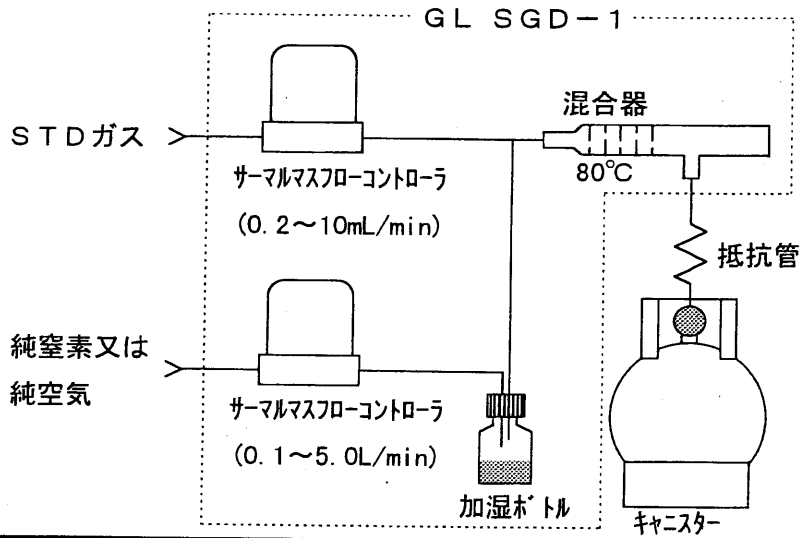 GL SGD-1
STDガス
サーマルマスフローコントローラ
(0.2~10mL/min)
混合器
80℃
抵抗管
純窒素又は
純空気
サーマルマスフローコントローラ
(0.1~5.0L/min)
加湿ボトル
キャニスター